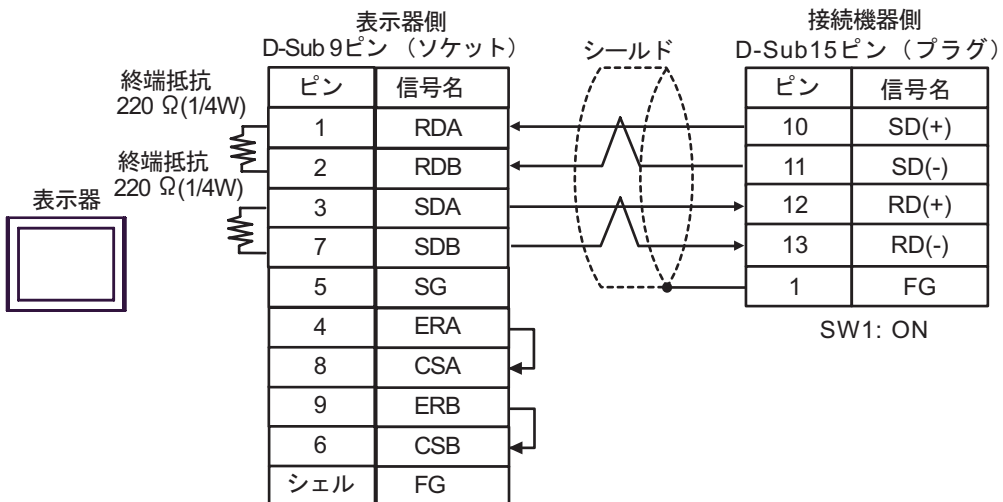 表示器側
D-Sub 9ピン （ソケット）
シールド
接続機器側
D-Sub15ピン（プラグ）
終端抵抗
220 Ω(1/4W)
終端抵抗
220 Ω(1/4W)
表示器
ピン 信号名
1 RDA
2 RDB
3 SDA
7 SDB
5 SG
4 ERA
8 CSA
9 ERB
6 CSB
シェル FG
ピン 信号名
10 SD(+)
11 SD(-)
12 RD(+)
13 RD(-)
1 FG
SW1: ON